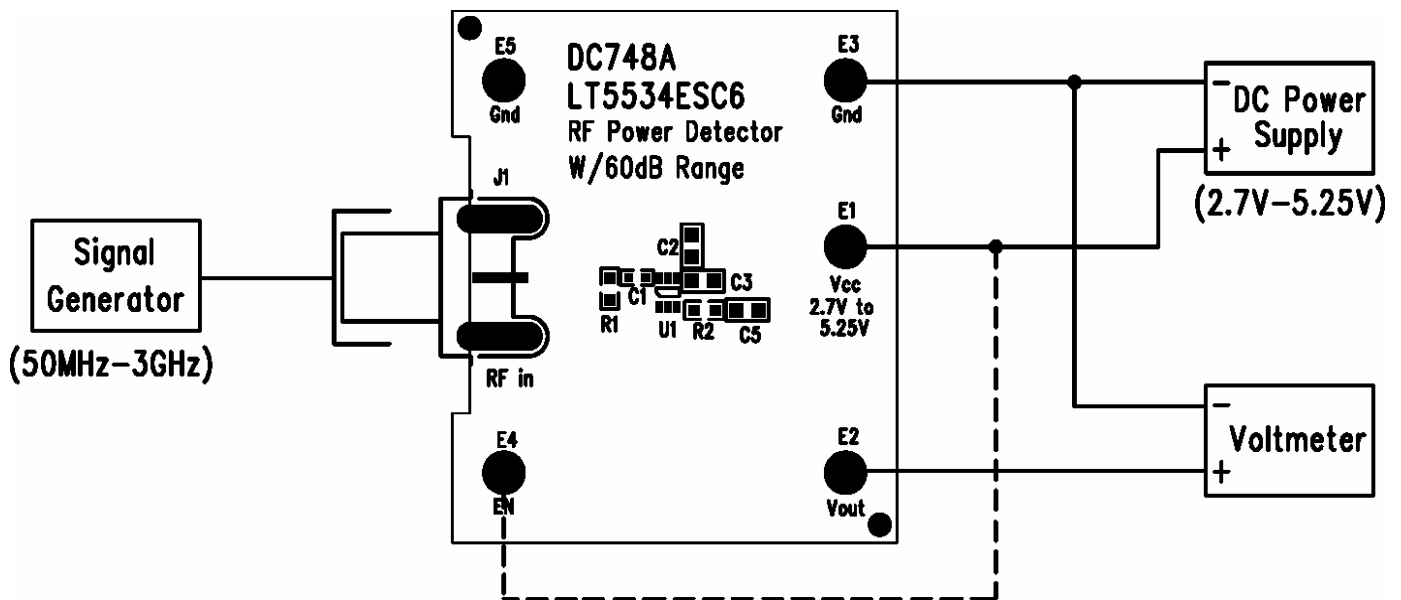 E5
Gnd
DC748A
LT5534ESC6
RF Power Detector
W/60dB Range
E3
Gnd
-
DC Power
Supply
+
(2.7V-5.25V)
J1
Signal
Generator
(50MHz-3GHz)
RF in
C2
C1
C3
R1
U1
R2
C5
E1
Vcc
2.7V to
5.25V
E4
EN
E2
Vout
-
Voltmeter
+